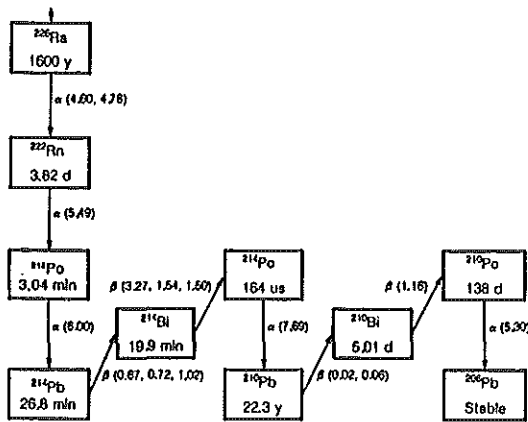 ²²⁶Ra
1600 y
α (4.60, 4.78)
²²²Rn
3.82 d
α (5.49)
²¹⁸Po
3.04 min
α (6.00)
²¹⁴Pb
26.8 min
β (0.67, 0.72, 1.02)
²¹⁴Bi
19.9 min
β (3.27, 1.54, 1.50)
²¹⁴Po
164 us
α (7.69)
²¹⁰Pb
22.3 y
β (0.02, 0.06)
²¹⁰Bi
5.01 d
β (1.16)
²¹⁰Po
138 d
α (5.30)
²⁰⁶Pb
Stable